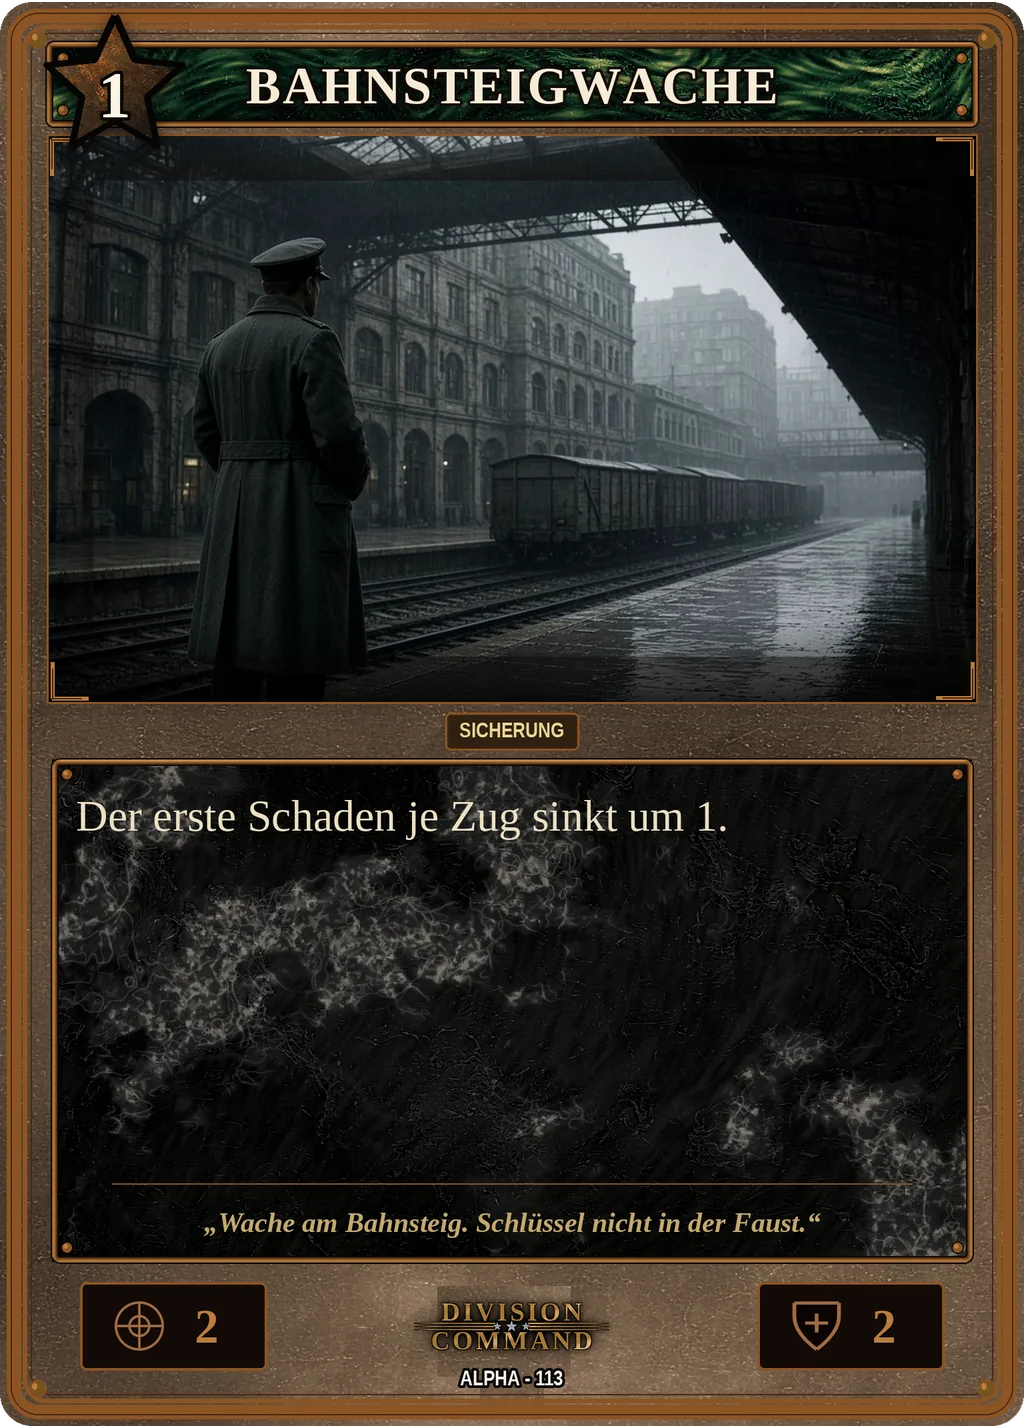 1
BAHNSTEIGWACHE
SICHERUNG
Der erste Schaden je Zug sinkt um 1.
„Wache am Bahnsteig. Schlüssel nicht in der Faust.“
2
DIVISION
COMMAND
2
ALPHA - 113